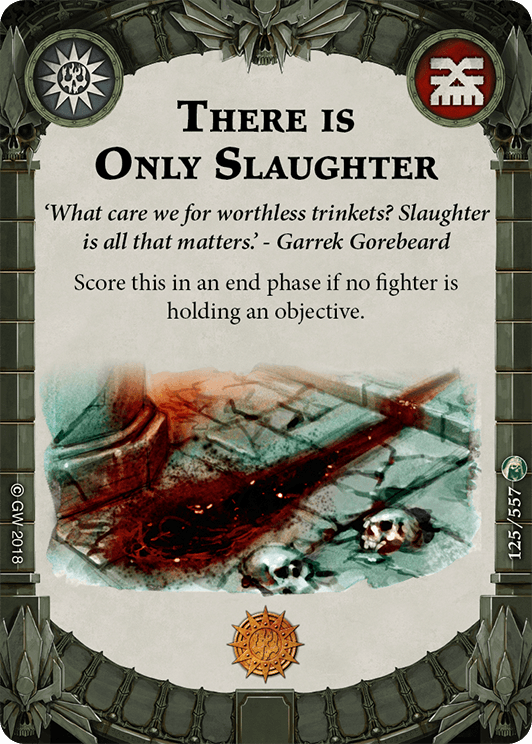 There is
Only Slaughter
‘What care we for worthless trinkets? Slaughter
is all that matters.’ - Garrek Gorebeard
Score this in an end phase if no fighter is
holding an objective.
©GW 2018
125/557